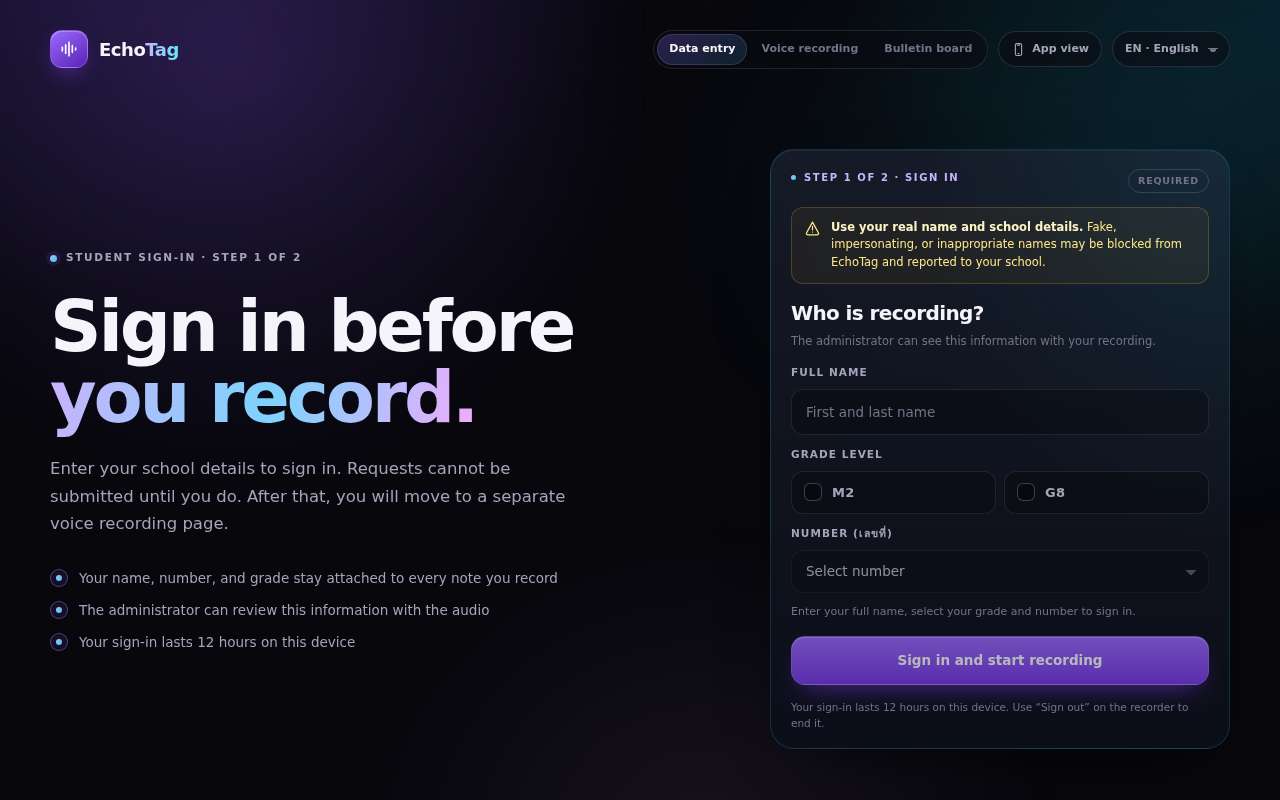 EchoTag
Data entry
Voice recording
Bulletin board
App view
EN · English
STUDENT SIGN-IN · STEP 1 OF 2
Sign in before
you record.
Enter your school details to sign in. Requests cannot be
submitted until you do. After that, you will move to a separate
voice recording page.
Your name, number, and grade stay attached to every note you record
The administrator can review this information with the audio
Your sign-in lasts 12 hours on this device
STEP 1 OF 2 · SIGN IN
REQUIRED
Use your real name and school details. Fake,
impersonating, or inappropriate names may be blocked from
EchoTag and reported to your school.
Who is recording?
The administrator can see this information with your recording.
FULL NAME
First and last name
GRADE LEVEL
M2
G8
NUMBER (เลขที่)
Select number
Enter your full name, select your grade and number to sign in.
Sign in and start recording
Your sign-in lasts 12 hours on this device. Use “Sign out” on the recorder to
end it.